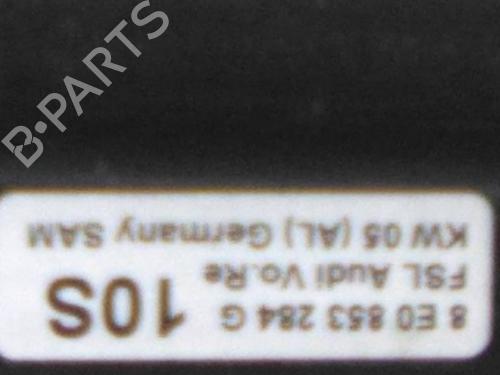 8 E0 853 284 G
10S
FSL Audi Vo.Re
KW 05 (AL) Germany SAM
B-PARTS